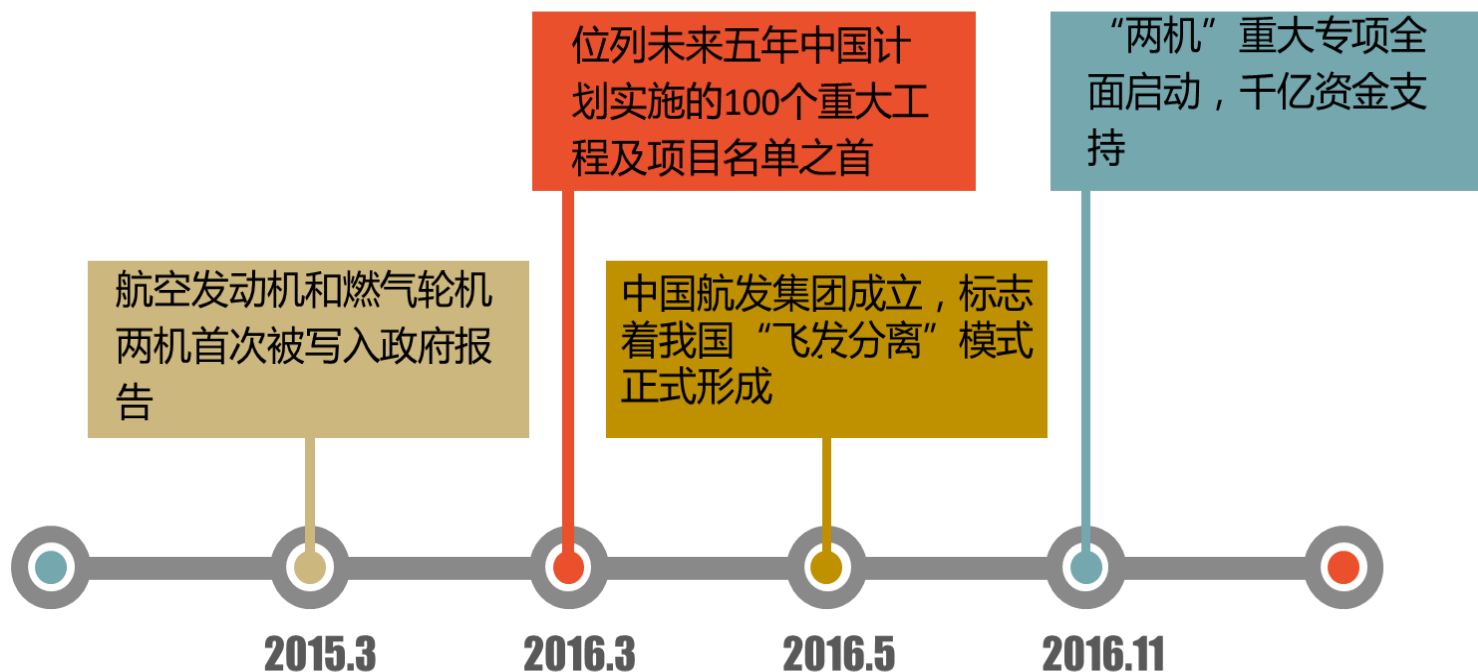 位列未来五年中国计
划实施的100个重大工
程及项目名单之首
“两机”重大专项全
面启动，千亿资金支
持
航空发动机和燃气轮机
两机首次被写入政府报
告
中国航发集团成立，标志
着我国“飞发分离”模式
正式形成
2015.3
2016.3
2016.5
2016.11